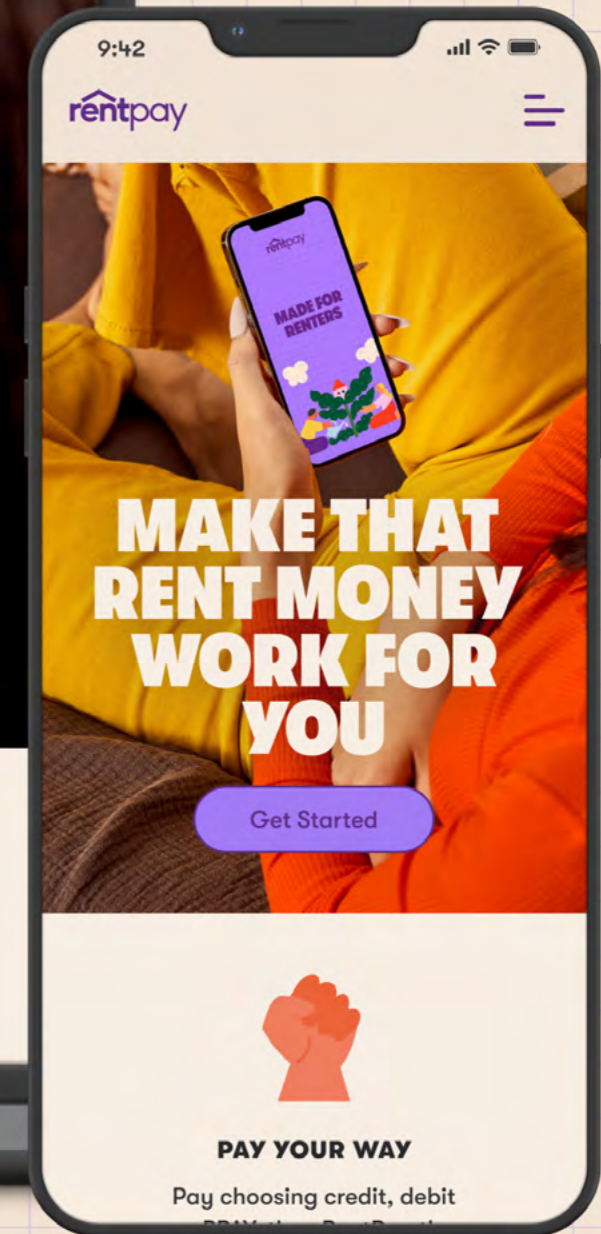 9:42
rentpay
rentpay
MADE FOR
RENTERS
MAKE THAT
RENT MONEY
WORK FOR
YOU
Get Started
PAY YOUR WAY
Pay choosing credit, debit